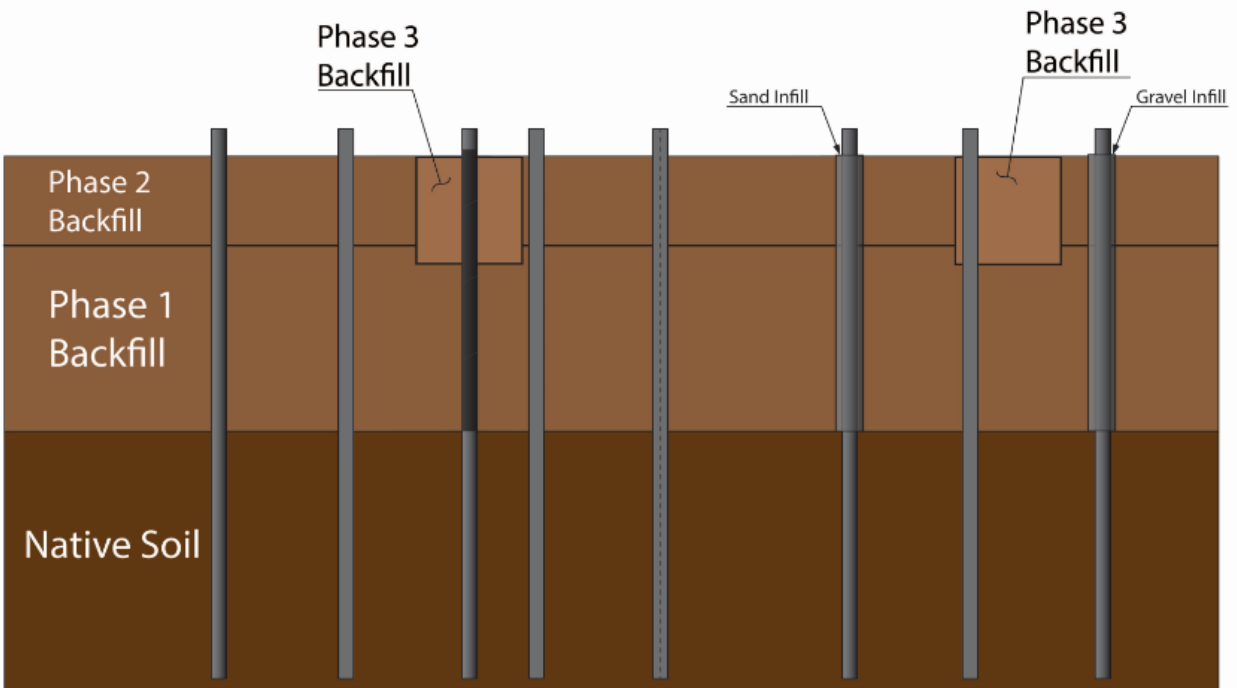 Phase 3
Backfill
Phase 3
Backfill
Sand Infill
Gravel Infill
Phase 2
Backfill
Phase 1
Backfill
Native Soil